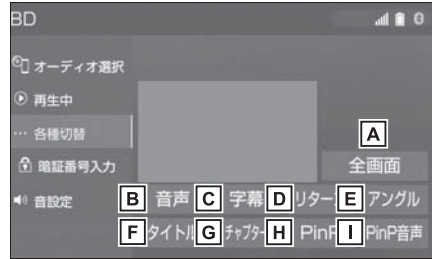 BD
オーディオ選択
再生中
各種切替
暗証番号入力
音設定
A
全画面
B 音声 C 字幕 D リター E アングル
F タイトル G チャプター H PinP I PinP音声